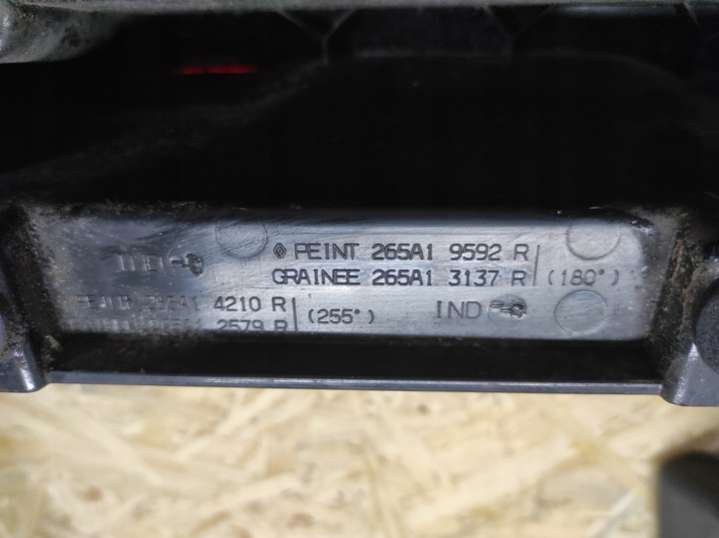 PEINT 265A1 9592 R
GRAINEE 265A1 3137 R (180°)
4210 R
2579 R (255°)
IND